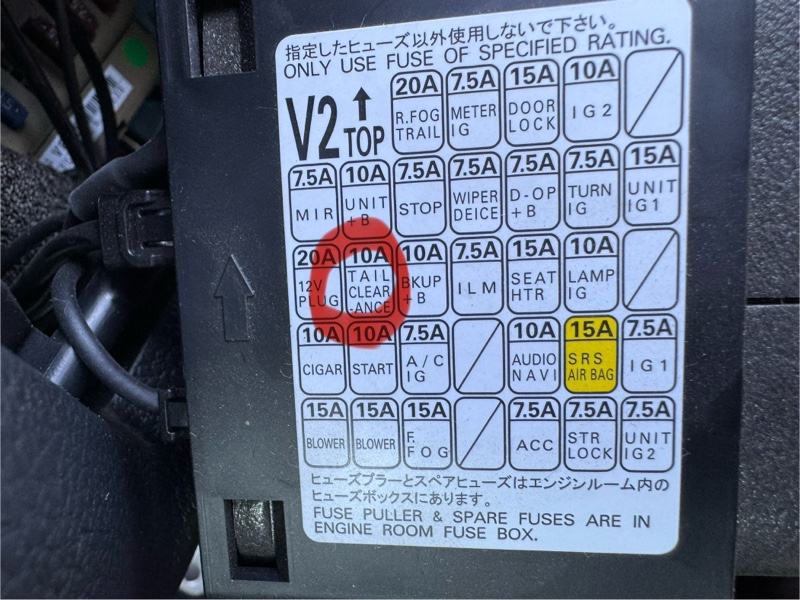 指定したヒューズ以外使用しないで下さい。
ONLY USE FUSE OF SPECIFIED RATING.
V2 TOP
20A 7.5A 15A 10A
R.FOG TRAIL METER IG DOOR LOCK IG2
7.5A 10A 7.5A 7.5A 7.5A 7.5A 15A
MIR UNIT +B STOP WIPER DEICE D-OP +B TURN IG UNIT IG1
20A 10A 10A 7.5A 15A 10A
12V PLUG TAIL CLEAR -ANCE BKUP +B ILM SEAT HTR LAMP IG
10A 10A 7.5A 10A 15A 7.5A
CIGAR START A/C IG AUDIO NAVI SRS AIR BAG IG1
15A 15A 15A 7.5A 7.5A 7.5A
BLOWER BLOWER F. FOG ACC STR LOCK UNIT IG2
ヒューズプラーとスペアヒューズはエンジンルーム内の
ヒューズボックスにあります。
FUSE PULLER & SPARE FUSES ARE IN
ENGINE ROOM FUSE BOX.